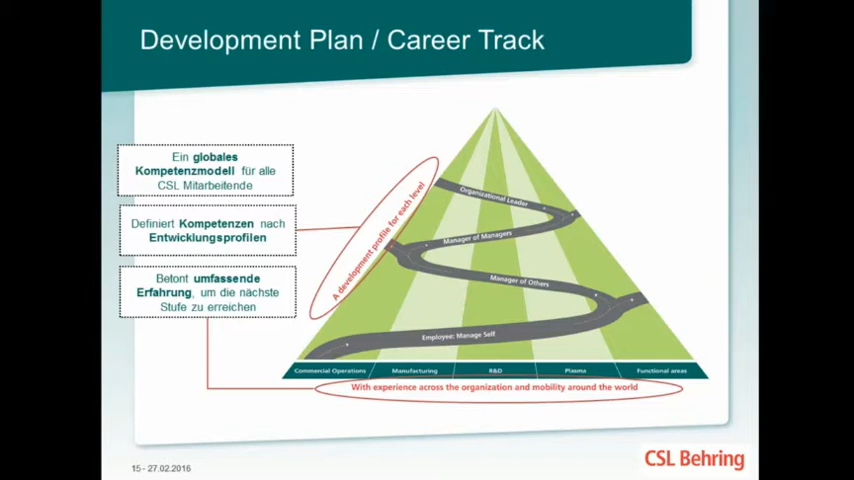 Development Plan / Career Track
Ein globales
Kompetenzmodell für alle
CSL Mitarbeitende
Definiert Kompetenzen nach
Entwicklungsprofilen
Betont umfassende
Erfahrung, um die nächste
Stufe zu erreichen
A development profile for each level
Organizational Leader
Manager of Managers
Manager of Others
Employee: Manage Self
Commercial Operations Manufacturing R&D Plasma Functional areas
With experience across the organization and mobility around the world
15 - 27.02.2016
CSL Behring